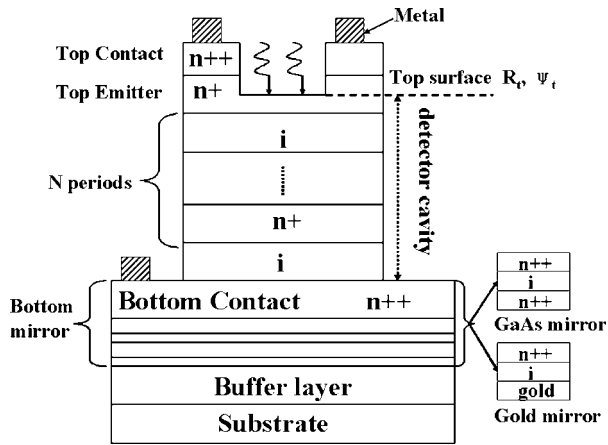 Metal
Top Contact
n++
Top Emitter
n+
Top surface R_t, Ψ_t
i
N periods
n+
i
detector cavity
Bottom mirror
Bottom Contact n++
n++
i
n++
GaAs mirror
n++
i
gold
Gold mirror
Buffer layer
Substrate